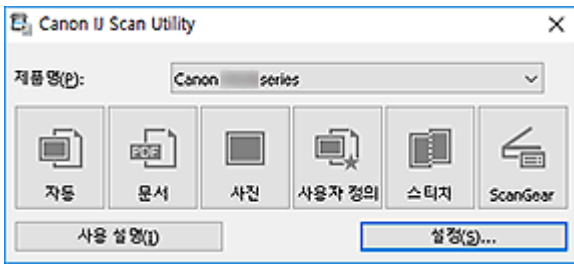 Canon IJ Scan Utility
제품명(P): Canon series
PDF
자동 문서 사진 사용자 정의 스티치 ScanGear
사용 설명(I) 설정(S)...